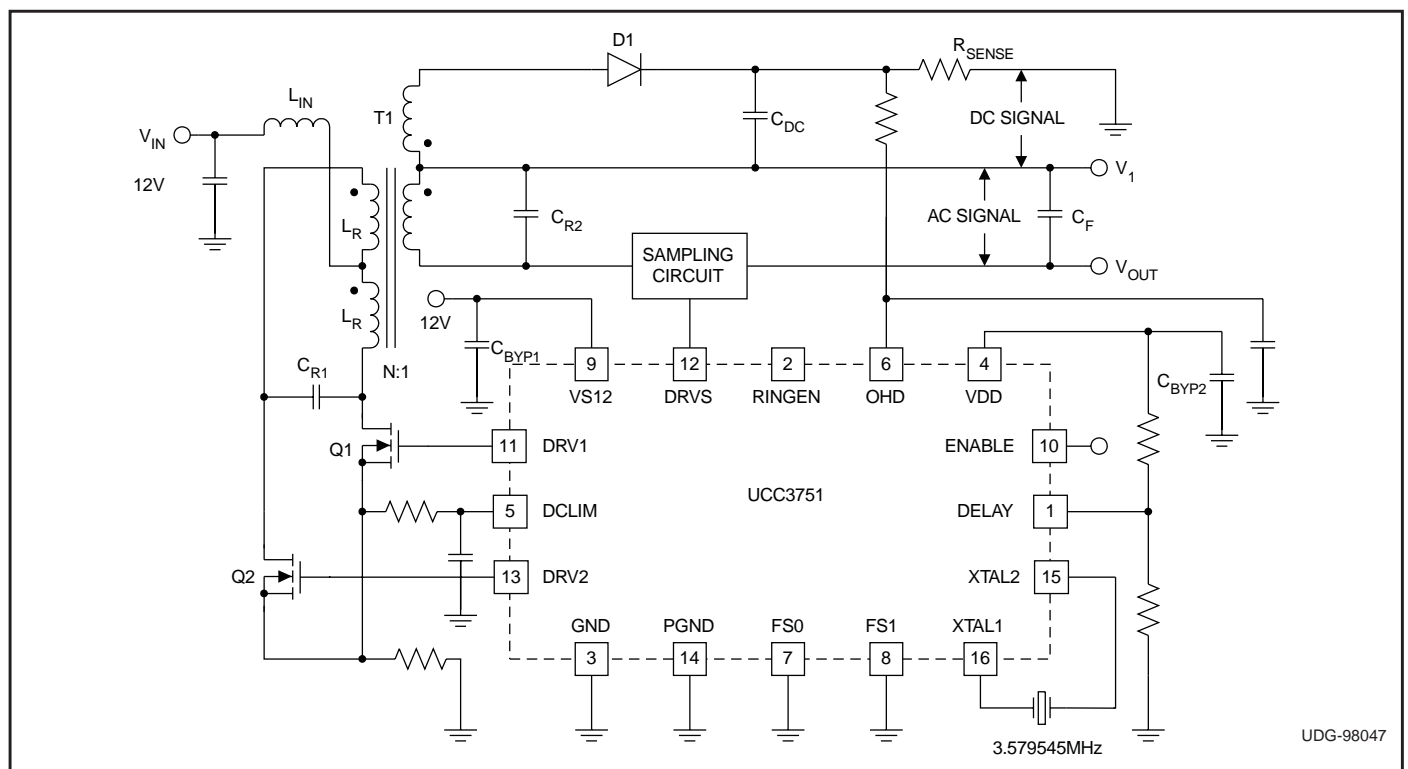 D1
R_SENSE
L_IN
T1
V_IN
C_DC
DC SIGNAL
12V
V_1
L_R
C_R2
AC SIGNAL
C_F
SAMPLING
CIRCUIT
V_OUT
L_R
12V
C_BYP1
C_R1
N:1
9
12
2
6
4
C_BYP2
VS12
DRVS
RINGEN
OHD
VDD
Q1
11
DRV1
ENABLE
10
UCC3751
5
DCLIM
DELAY
1
Q2
13
DRV2
XTAL2
15
GND
PGND
FS0
FS1
XTAL1
3
14
7
8
16
3.579545MHz
UDG-98047